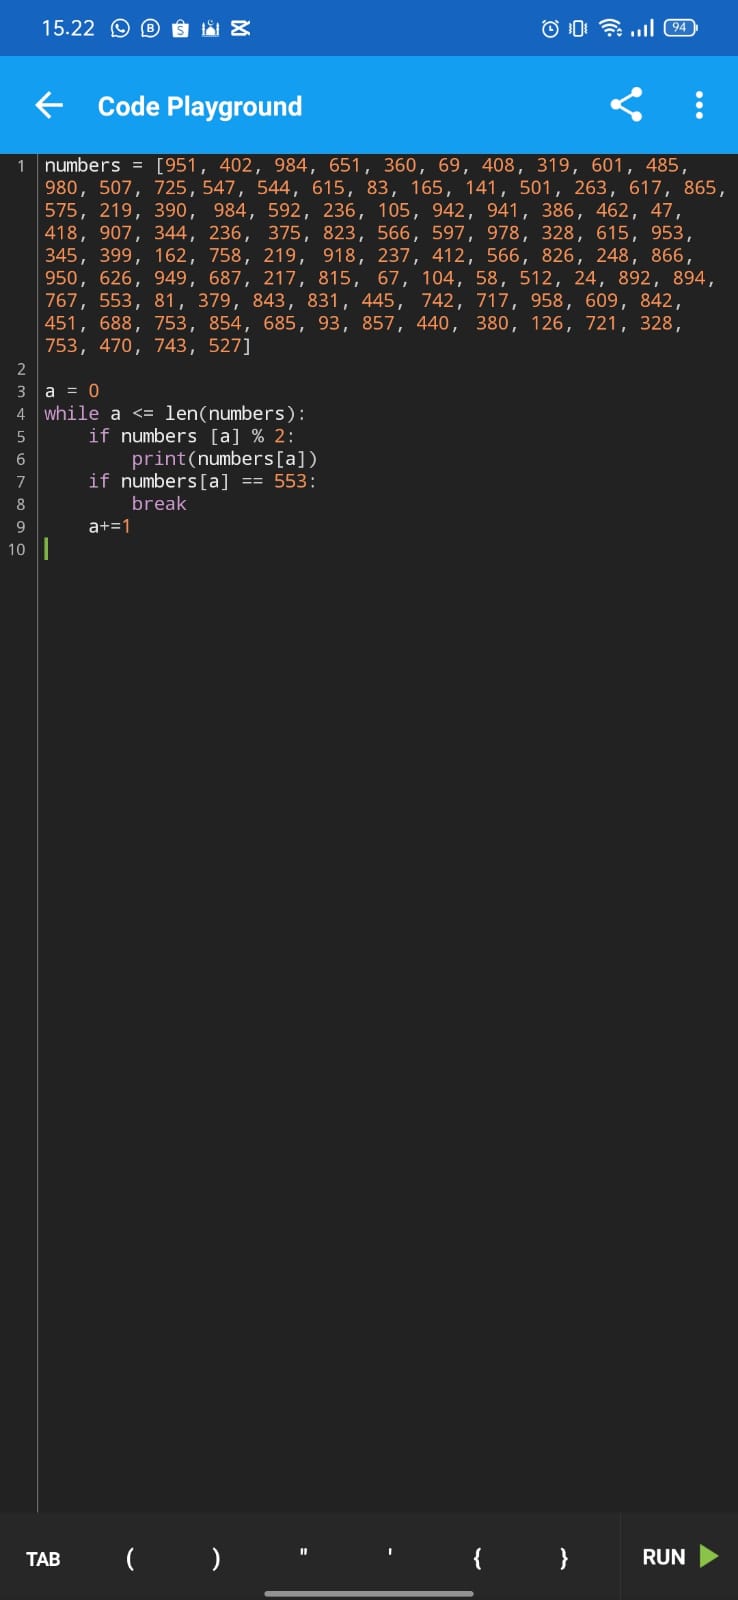 15.22
94
Code Playground
1 numbers = [951, 402, 984, 651, 360, 69, 408, 319, 601, 485,
980, 507, 725, 547, 544, 615, 83, 165, 141, 501, 263, 617, 865,
575, 219, 390, 984, 592, 236, 105, 942, 941, 386, 462, 47,
418, 907, 344, 236, 375, 823, 566, 597, 978, 328, 615, 953,
345, 399, 162, 758, 219, 918, 237, 412, 566, 826, 248, 866,
950, 626, 949, 687, 217, 815, 67, 104, 58, 512, 24, 892, 894,
767, 553, 81, 379, 843, 831, 445, 742, 717, 958, 609, 842,
451, 688, 753, 854, 685, 93, 857, 440, 380, 126, 721, 328,
753, 470, 743, 527]
2
3 a = 0
4 while a <= len(numbers):
5     if numbers [a] % 2:
6         print(numbers[a])
7     if numbers[a] == 553:
8         break
9     a+=1
10
TAB ( ) " ' { } RUN